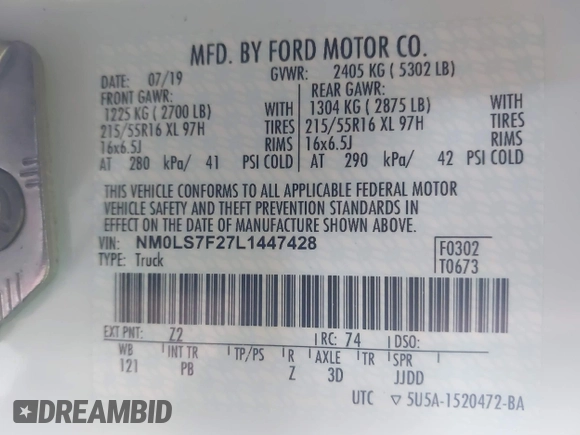 MFD. BY FORD MOTOR CO.
DATE: 07/19 GVWR: 2405 KG ( 5302 LB)
FRONT GAWR: REAR GAWR:
1225 KG ( 2700 LB) WITH 1304 KG ( 2875 LB) WITH
215/55R16 XL 97H TIRES 215/55R16 XL 97H TIRES
16x6.5J RIMS 16x6.5J RIMS
AT 280 kPa/ 41 PSI COLD AT 290 kPa/ 42 PSI COLD
THIS VEHICLE CONFORMS TO ALL APPLICABLE FEDERAL MOTOR
VEHICLE SAFETY AND THEFT PREVENTION STANDARDS IN
EFFECT ON THE DATE OF MANUFACTURE SHOWN ABOVE.
VIN: NM0LS7F27L1447428 F0302
TYPE: Truck T0673
EXT PNT: Z2 RC: 74 DSO:
WB INT TR TP/PS R AXLE TR SPR
121 PB Z 3D JJDD
UTC ▽ 5U5A-1520472-BA
DREAMBID